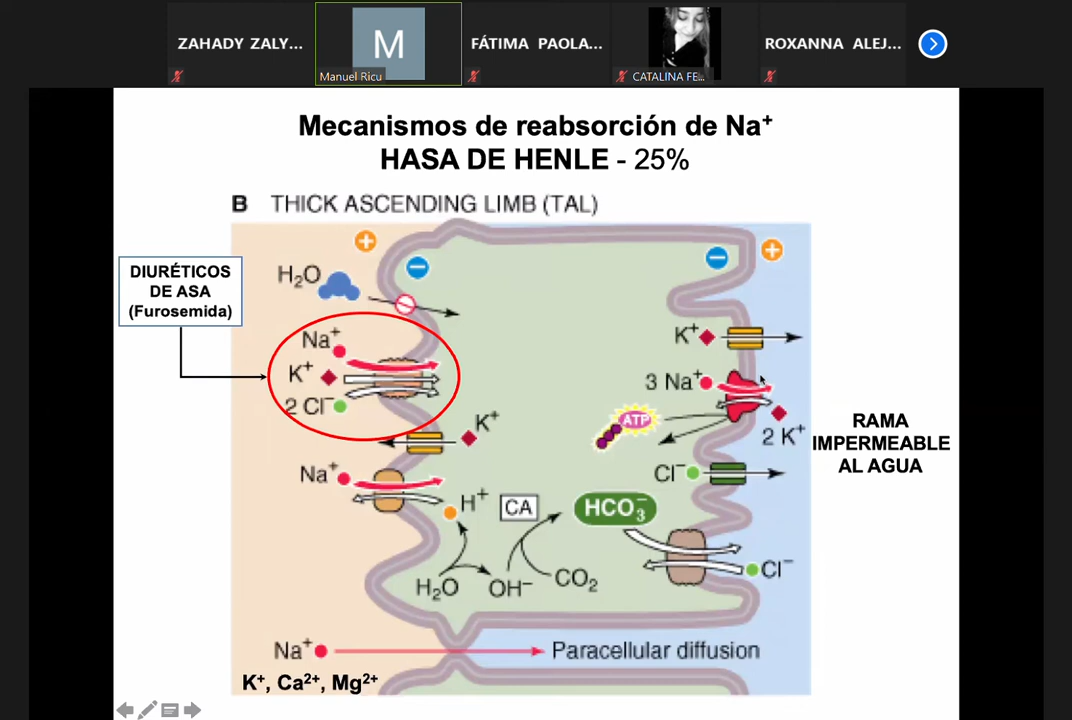 ZAHADY ZALY...
M
Manuel Ricu
FÁTIMA PAOLA...
CATALINA FE...
ROXANNA ALEJ...
Mecanismos de reabsorción de Na⁺
HASA DE HENLE - 25%
B THICK ASCENDING LIMB (TAL)
DIURÉTICOS
DE ASA
(Furosemida)
H₂O
Na⁺
K⁺
2 Cl⁻
K⁺
Na⁺
H⁺
CA
HCO₃⁻
H₂O
OH⁻
CO₂
K⁺
3 Na⁺
ATP
2 K⁺
Cl⁻
Cl⁻
RAMA
IMPERMEABLE
AL AGUA
Na⁺
Paracellular diffusion
K⁺, Ca²⁺, Mg²⁺